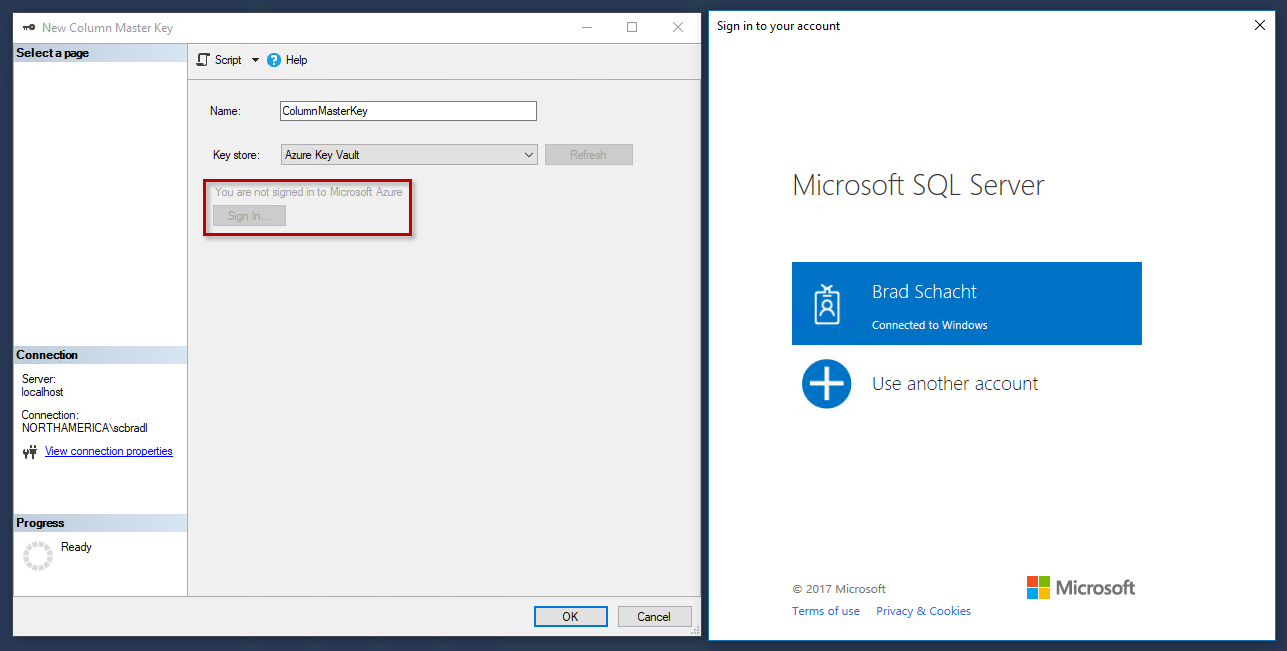 New Column Master Key
Select a page
Script
Help
Name:
ColumnMasterKey
Key store:
Azure Key Vault
Refresh
You are not signed in to Microsoft Azure
Sign In...
Connection
Server:
localhost
Connection:
NORTHAMERICA\scbradl
View connection properties
Progress
Ready
OK
Cancel
Sign in to your account
Microsoft SQL Server
Brad Schacht
Connected to Windows
Use another account
© 2017 Microsoft
Microsoft
Terms of use
Privacy & Cookies